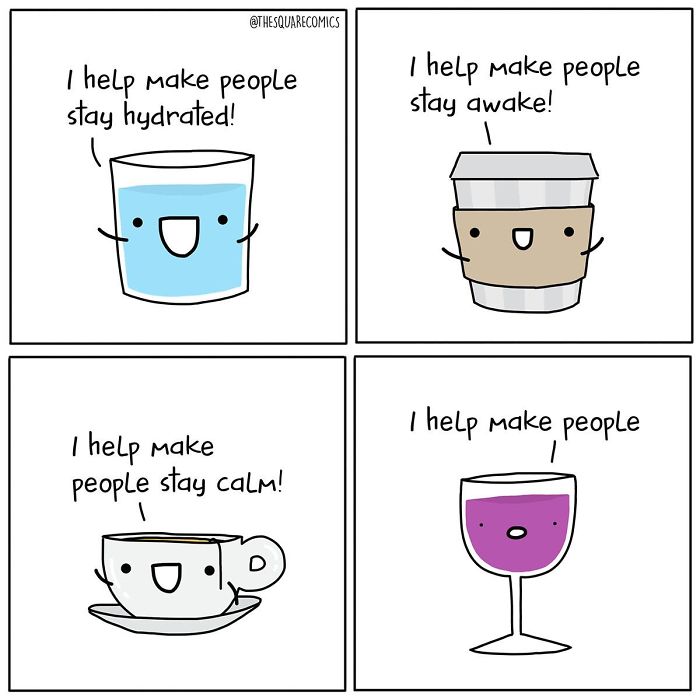 @THESQUARECOMICS
I help make people
stay hydrated!
I help make people
stay awake!
I help make
people stay calm!
I help make people